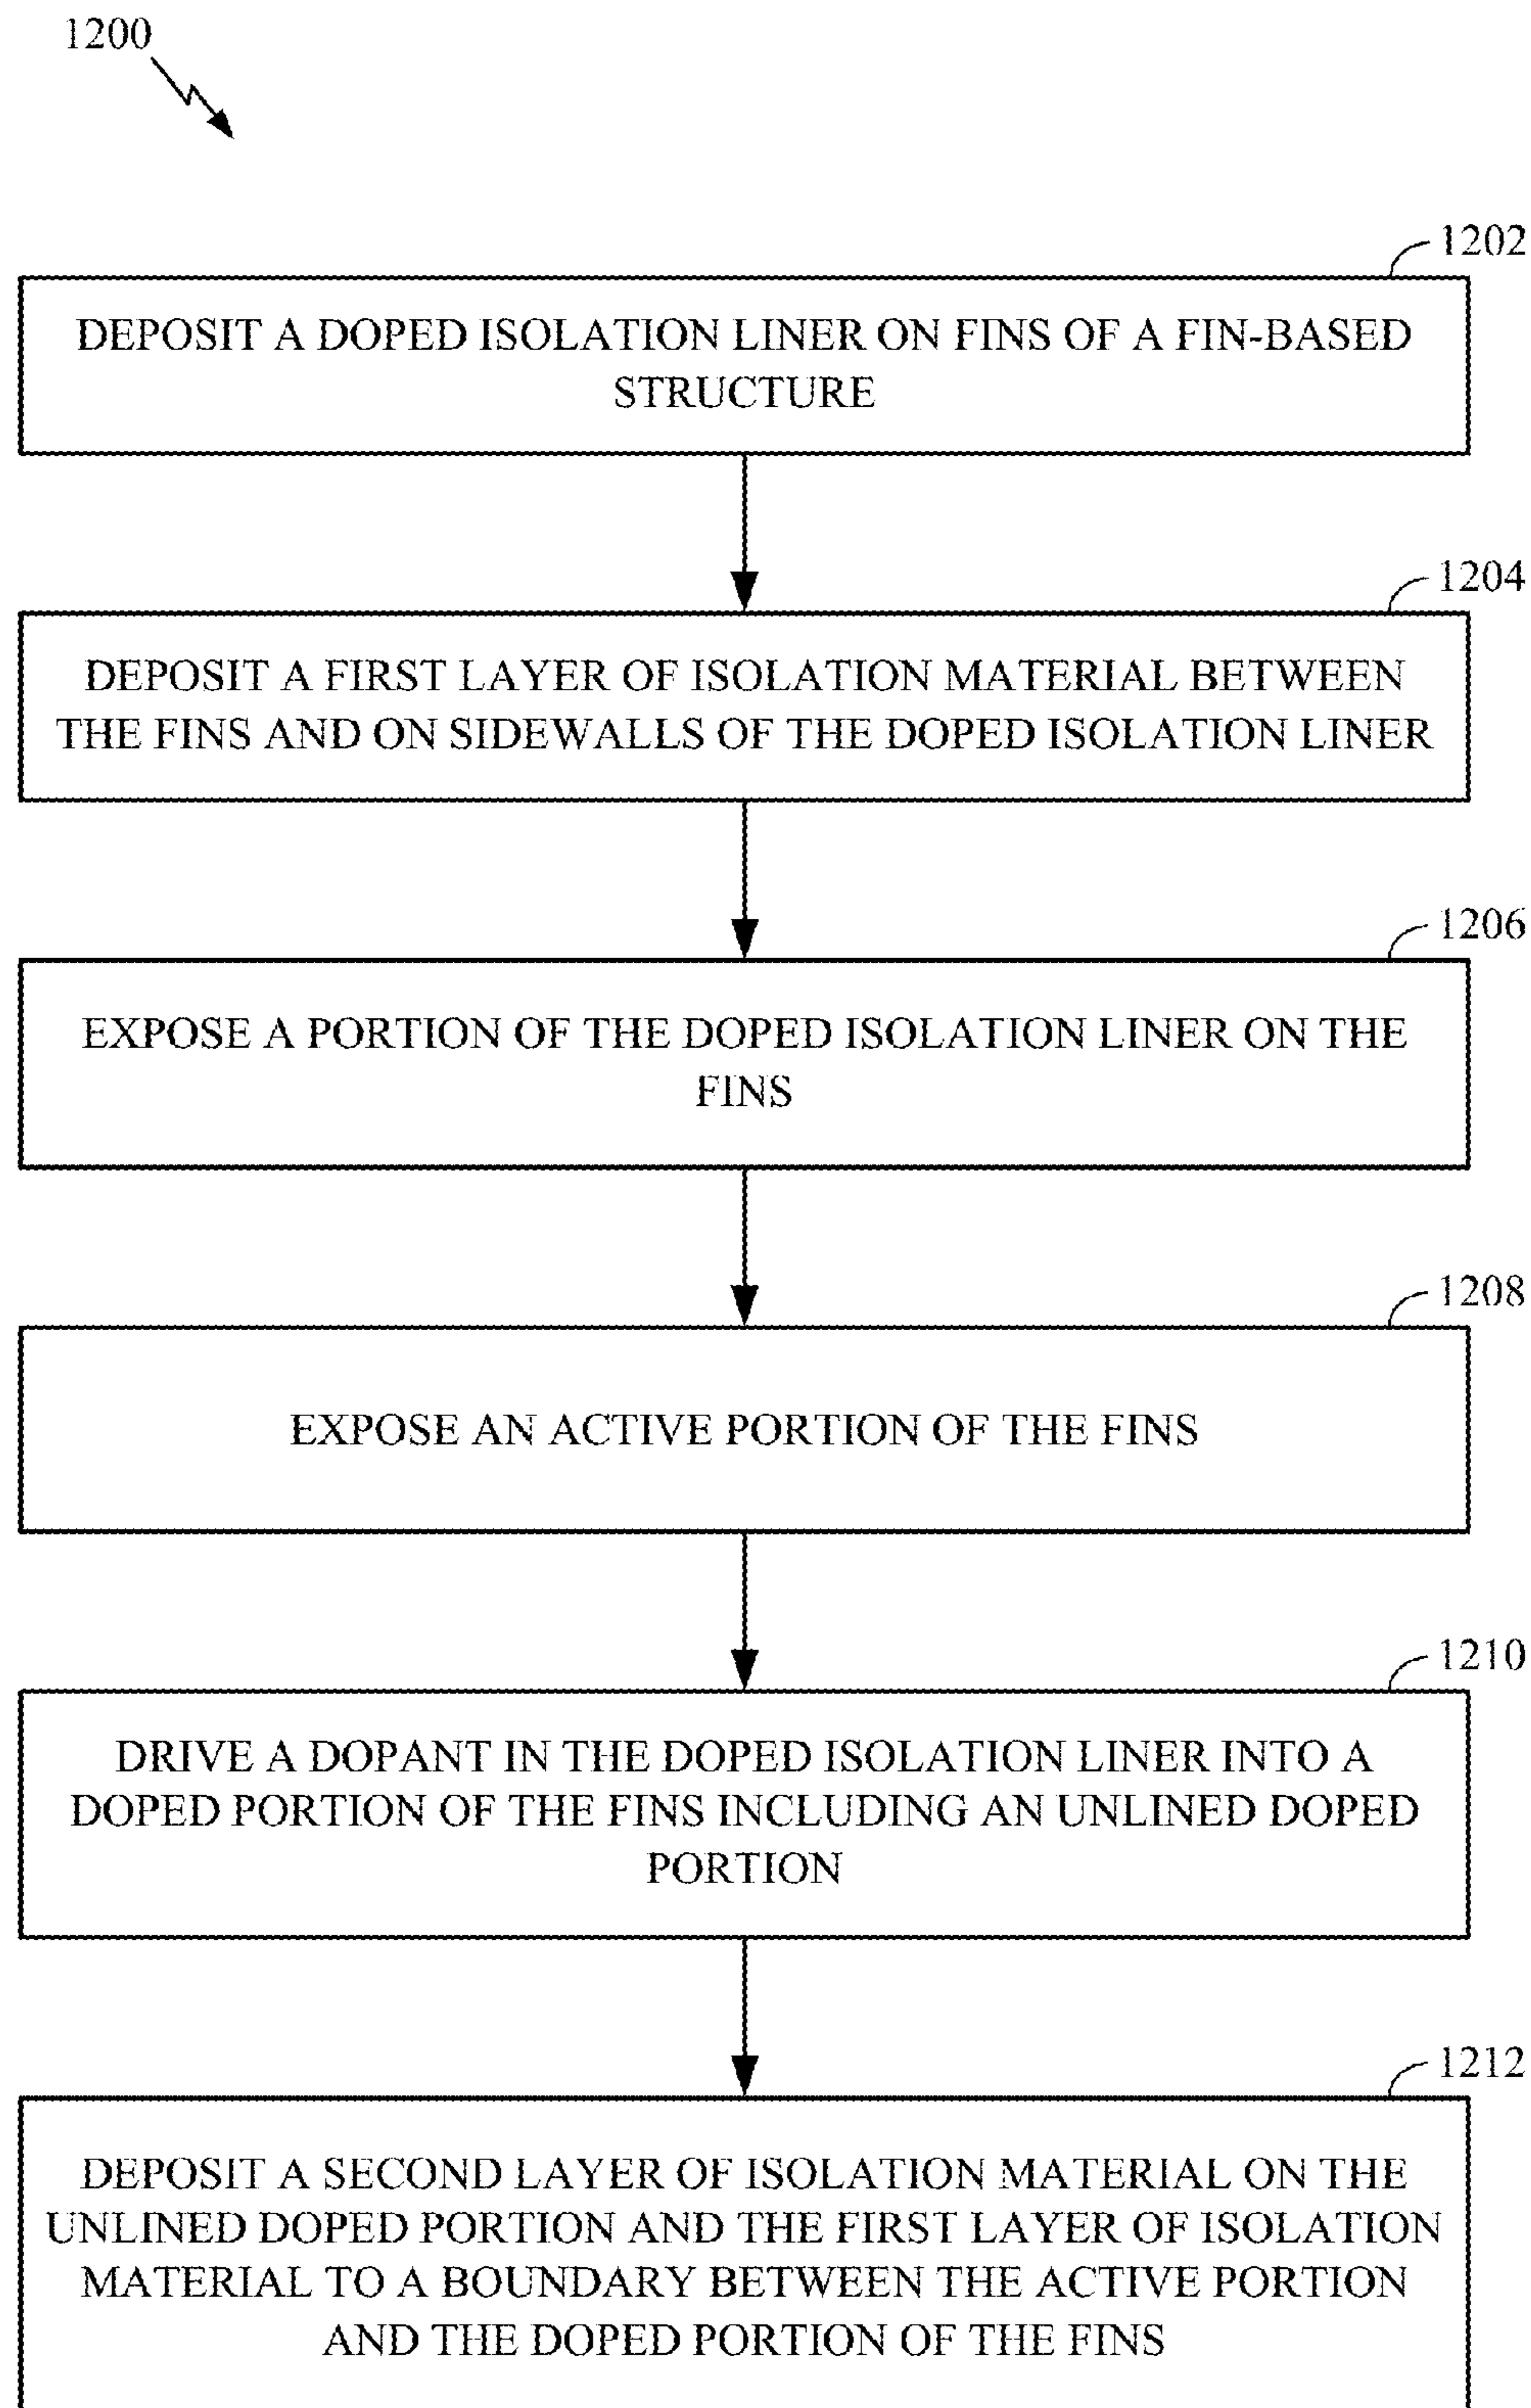 1200
1202
DEPOSIT A DOPED ISOLATION LINER ON FINS OF A FIN-BASED
STRUCTURE
1204
DEPOSIT A FIRST LAYER OF ISOLATION MATERIAL BETWEEN
THE FINS AND ON SIDEWALLS OF THE DOPED ISOLATION LINER
1206
EXPOSE A PORTION OF THE DOPED ISOLATION LINER ON THE
FINS
1208
EXPOSE AN ACTIVE PORTION OF THE FINS
1210
DRIVE A DOPANT IN THE DOPED ISOLATION LINER INTO A
DOPED PORTION OF THE FINS INCLUDING AN UNLINED DOPED
PORTION
1212
DEPOSIT A SECOND LAYER OF ISOLATION MATERIAL ON THE
UNLINED DOPED PORTION AND THE FIRST LAYER OF ISOLATION
MATERIAL TO A BOUNDARY BETWEEN THE ACTIVE PORTION
AND THE DOPED PORTION OF THE FINS